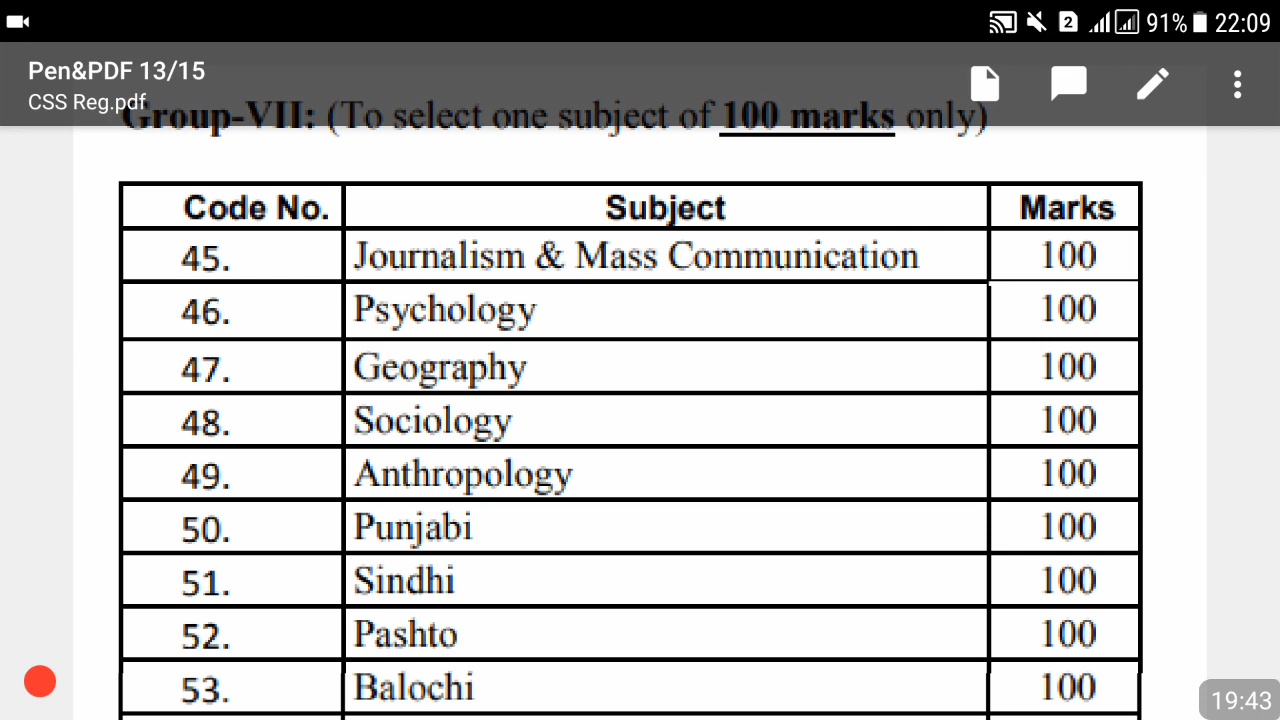 2 91% 22:09
Pen&PDF 13/15
CSS Reg.pdf
Group-VII: (To select one subject of 100 marks only)
Code No. Subject Marks
45. Journalism & Mass Communication 100
46. Psychology 100
47. Geography 100
48. Sociology 100
49. Anthropology 100
50. Punjabi 100
51. Sindhi 100
52. Pashto 100
53. Balochi 100
19:43